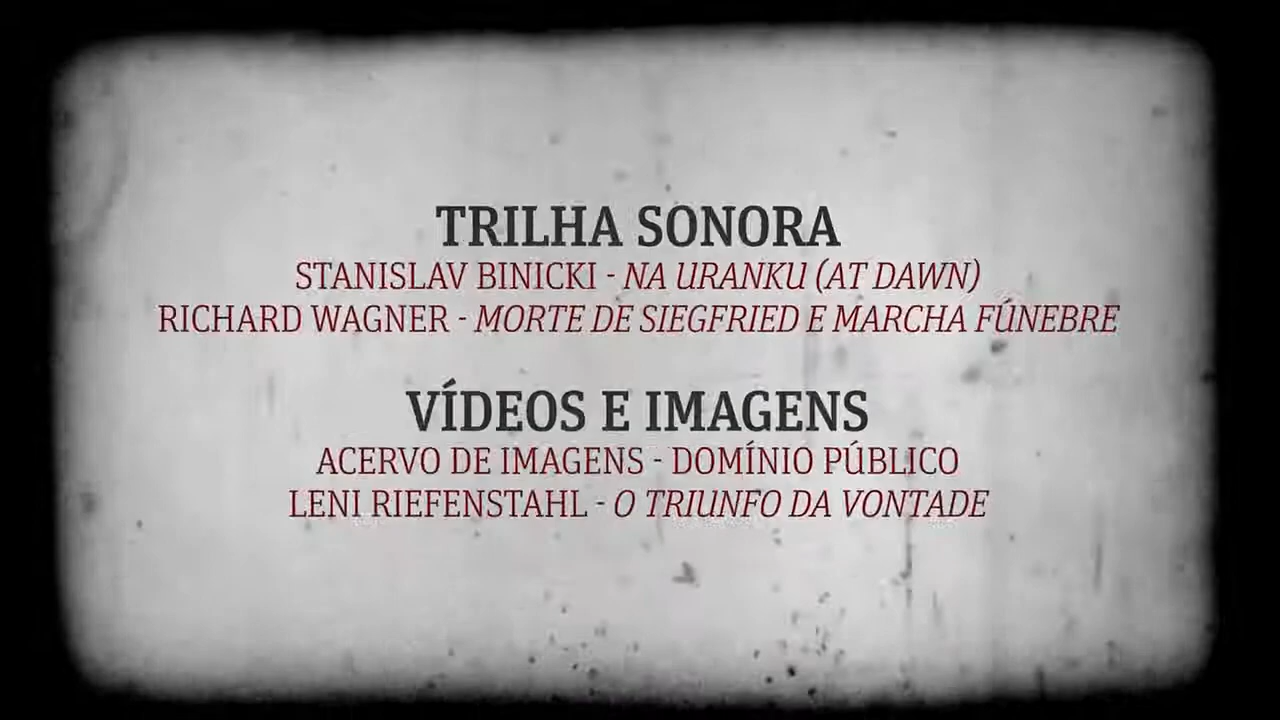 TRILHA SONORA
STANISLAV BINICKI - NA URANKU (AT DAWN)
RICHARD WAGNER - MORTE DE SIEGFRIED E MARCHA FÚNEBRE
VÍDEOS E IMAGENS
ACERVO DE IMAGENS - DOMÍNIO PÚBLICO
LENI RIEFENSTAHL - O TRIUNFO DA VONTADE